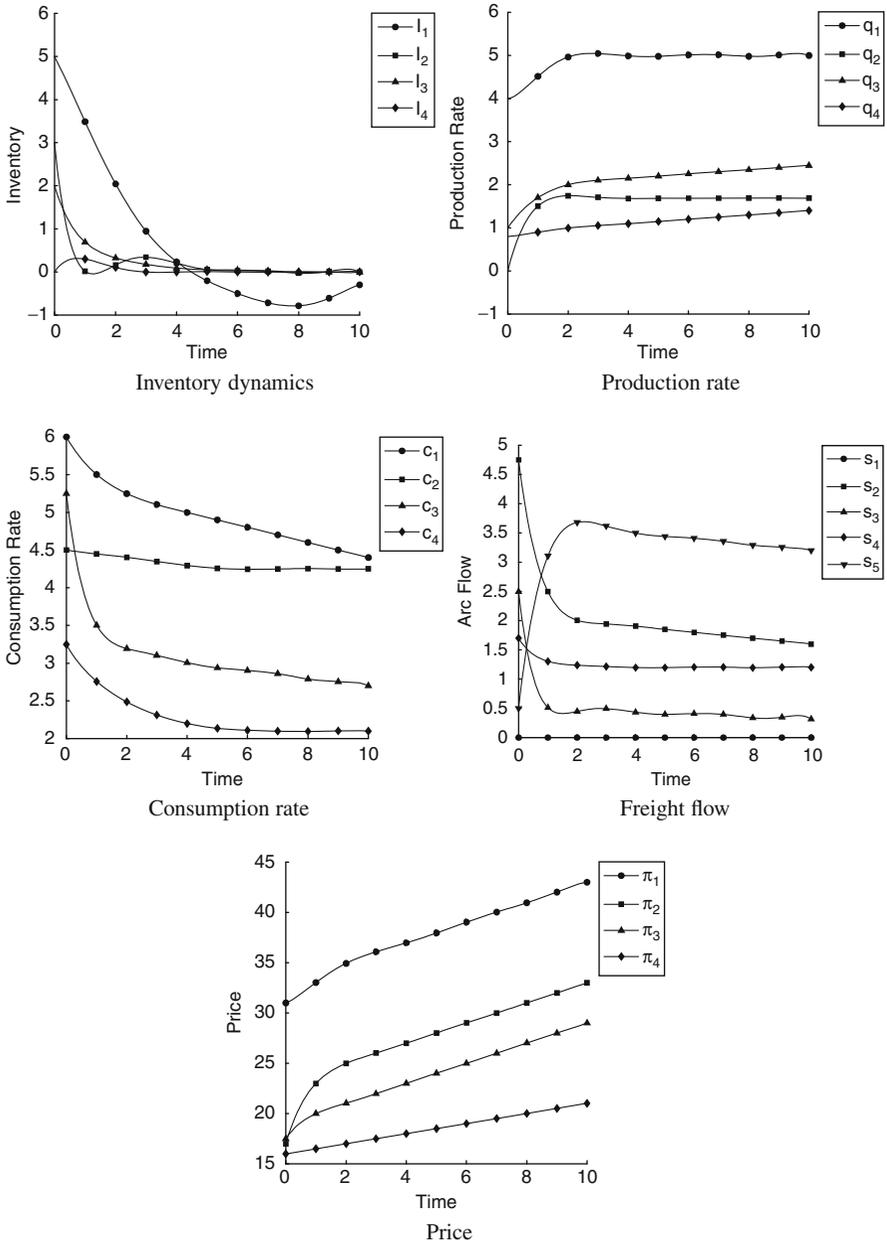 6
5
4
3
2
1
0
−1
0 2 4 6 8 10
Inventory
Time
I1
I2
I3
I4
Inventory dynamics
6
5
4
3
2
1
0
−1
0 2 4 6 8 10
Production Rate
Time
q1
q2
q3
q4
Production rate
6
5.5
5
4.5
4
3.5
3
2.5
2
0 2 4 6 8 10
Consumption Rate
Time
c1
c2
c3
c4
Consumption rate
5
4.5
4
3.5
3
2.5
2
1.5
1
0.5
0
0 2 4 6 8 10
Arc Flow
Time
s1
s2
s3
s4
s5
Freight flow
45
40
35
30
25
20
15
0 2 4 6 8 10
Price
Time
π1
π2
π3
π4
Price